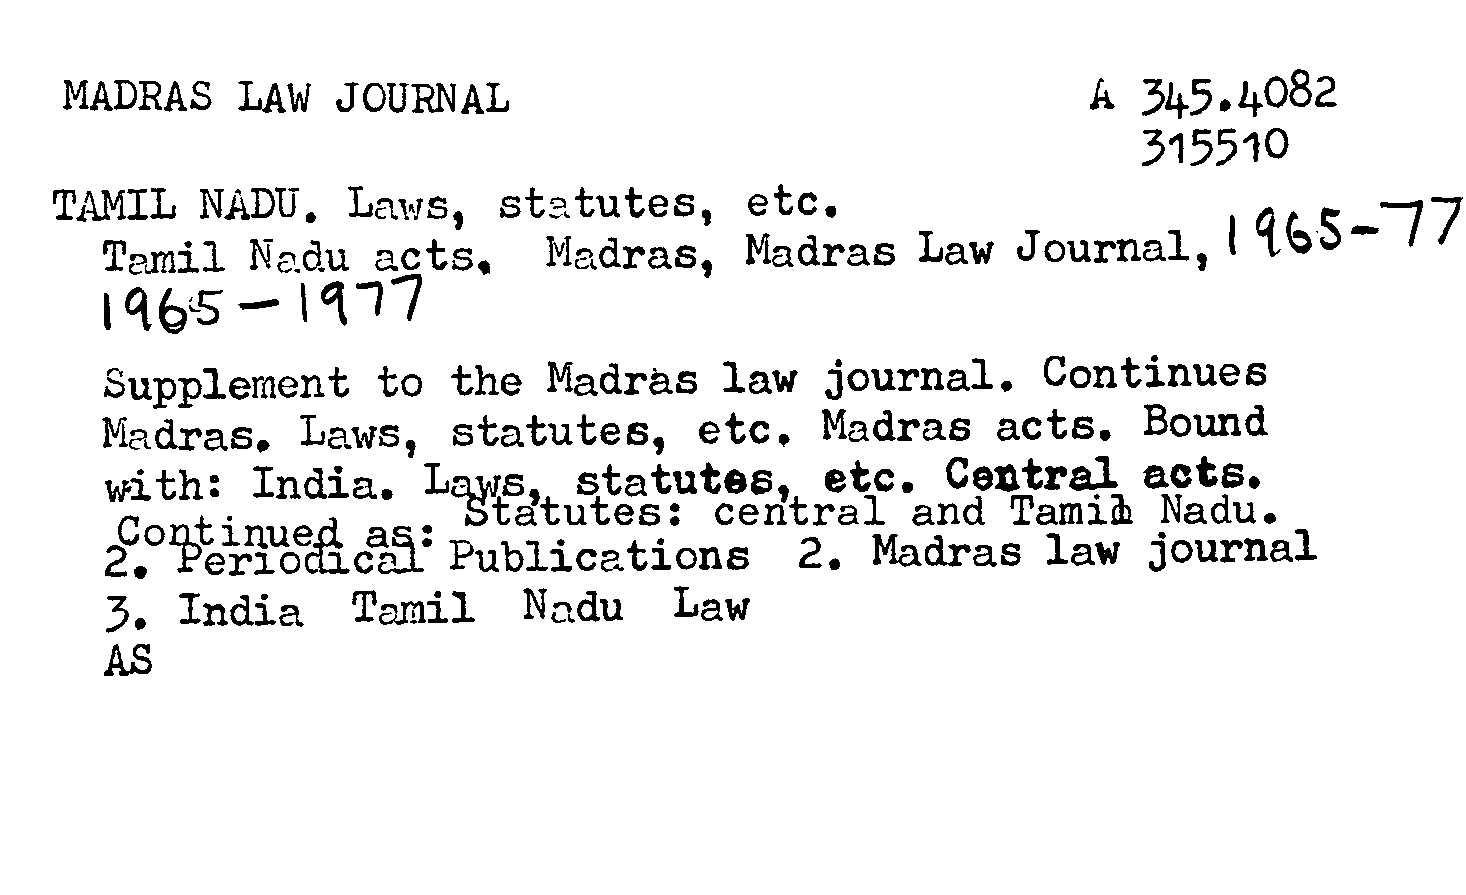 MADRAS LAW JOURNAL A 345.4082
315510
TAMIL NADU. Laws, statutes, etc.
Tamil Nadu acts. Madras, Madras Law Journal, 1965-77
1965-1977
Supplement to the Madras law journal. Continues
Madras. Laws, statutes, etc. Madras acts. Bound
with: India. Laws, statutes, etc. Central acts.
Continued as: Statutes: central and Tamil Nadu.
2. Periodical Publications 2. Madras law journal
3. India Tamil Nadu Law
AS